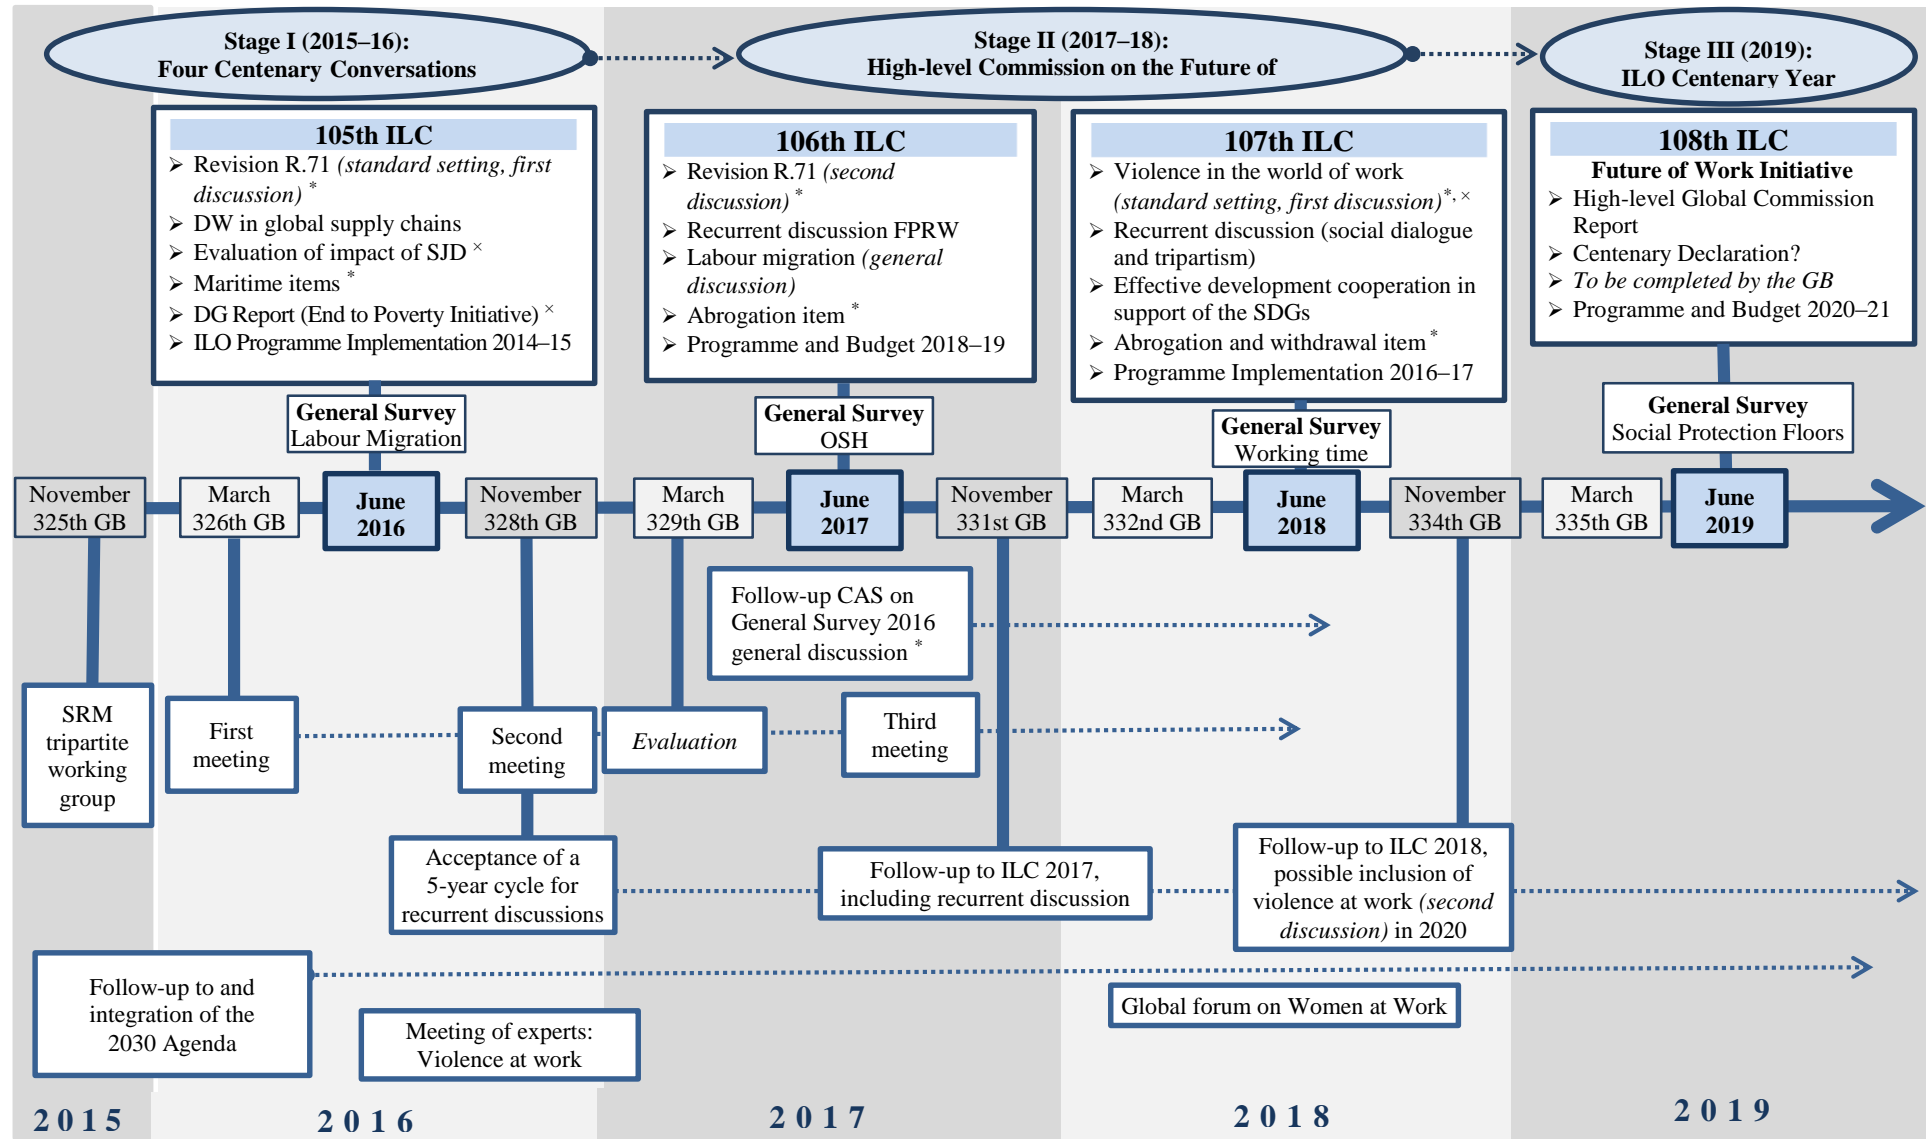 Stage I (2015–16):
Four Centenary Conversations
Stage II (2017–18):
High-level Commission on the Future of
Stage III (2019):
ILO Centenary Year
105th ILC
➢ Revision R.71 (standard setting, first
discussion) *
➢ DW in global supply chains
➢ Evaluation of impact of SJD ×
➢ Maritime items *
➢ DG Report (End to Poverty Initiative) ×
➢ ILO Programme Implementation 2014–15
106th ILC
➢ Revision R.71 (second
discussion) *
➢ Recurrent discussion FPRW
➢ Labour migration (general
discussion)
➢ Abrogation item *
➢ Programme and Budget 2018–19
107th ILC
➢ Violence in the world of work
(standard setting, first discussion) *, ×
➢ Recurrent discussion (social dialogue
and tripartism)
➢ Effective development cooperation in
support of the SDGs
➢ Abrogation and withdrawal item *
➢ Programme Implementation 2016–17
108th ILC
Future of Work Initiative
➢ High-level Global Commission
Report
➢ Centenary Declaration?
➢ To be completed by the GB
➢ Programme and Budget 2020–21
General Survey
Labour Migration
General Survey
OSH
General Survey
Working time
General Survey
Social Protection Floors
November
325th GB
March
326th GB
June
2016
November
328th GB
March
329th GB
June
2017
November
331st GB
March
332nd GB
June
2018
November
334th GB
March
335th GB
June
2019
Follow-up CAS on
General Survey 2016
general discussion *
SRM
tripartite
working
group
First
meeting
Second
meeting
Evaluation
Third
meeting
Acceptance of a
5-year cycle for
recurrent discussions
Follow-up to ILC 2017,
including recurrent discussion
Follow-up to ILC 2018,
possible inclusion of
violence at work (second
discussion) in 2020
Follow-up to and
integration of the
2030 Agenda
Meeting of experts:
Violence at work
Global forum on Women at Work
2015
2016
2017
2018
2019